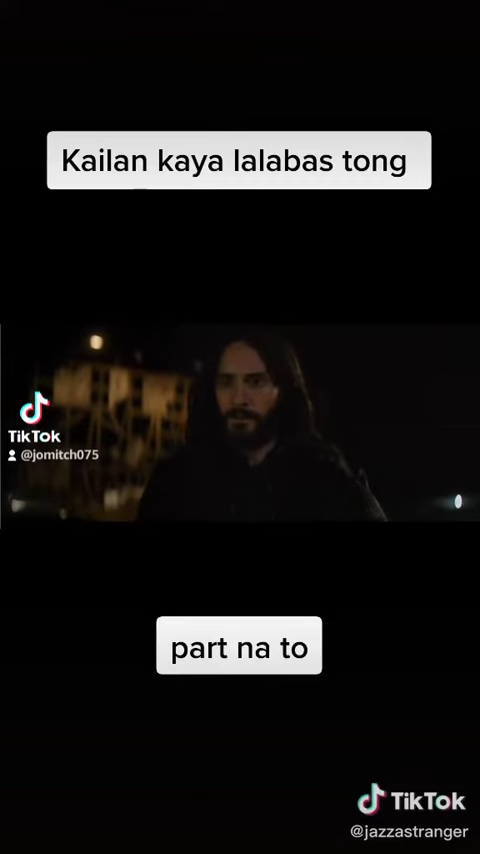 Kailan kaya lalabas tong
TikTok
@jomitch075
part na to
TikTok
@jazzastranger